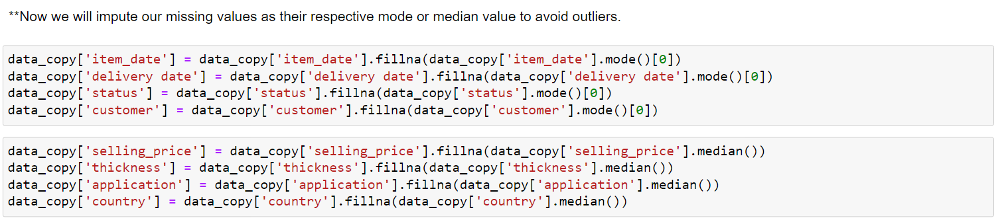 **Now we will impute our missing values as their respective mode or median value to avoid outliers.
data_copy['item_date'] = data_copy['item_date'].fillna(data_copy['item_date'].mode()[0])
data_copy['delivery date'] = data_copy['delivery date'].fillna(data_copy['delivery date'].mode()[0])
data_copy['status'] = data_copy['status'].fillna(data_copy['status'].mode()[0])
data_copy['customer'] = data_copy['customer'].fillna(data_copy['customer'].mode()[0])
data_copy['selling_price'] = data_copy['selling_price'].fillna(data_copy['selling_price'].median())
data_copy['thickness'] = data_copy['thickness'].fillna(data_copy['thickness'].median())
data_copy['application'] = data_copy['application'].fillna(data_copy['application'].median())
data_copy['country'] = data_copy['country'].fillna(data_copy['country'].median())